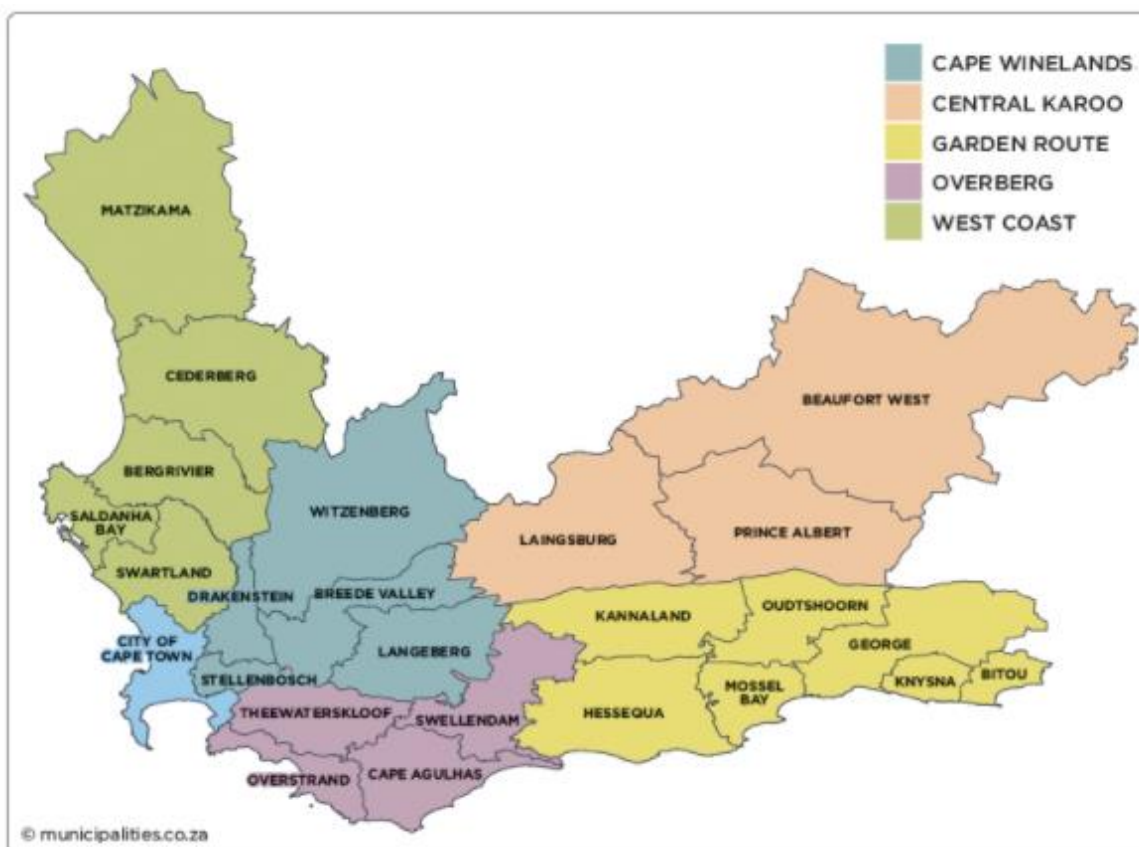 CAPE WINELANDS
CENTRAL KAROO
GARDEN ROUTE
OVERBERG
WEST COAST
MATZIKAMA
CEDERBERG
BEAUFORT WEST
BERGRIVIER
WITZENBERG
SALDANHA
BAY
LAINGSBURG
PRINCE ALBERT
SWARTLAND
DRAKENSTEIN
BREEDE VALLEY
KANNALAND
OUDTSHOORN
CITY OF
CAPE TOWN
LANGEBERG
GEORGE
STELLENBOSCH
MOSSEL
BAY
KNYSNA
BITOU
THEEWATERSKLOOF
SWELLENDAM
HESSEQUA
OVERSTRAND
CAPE AGULHAS
© municipalities.co.za